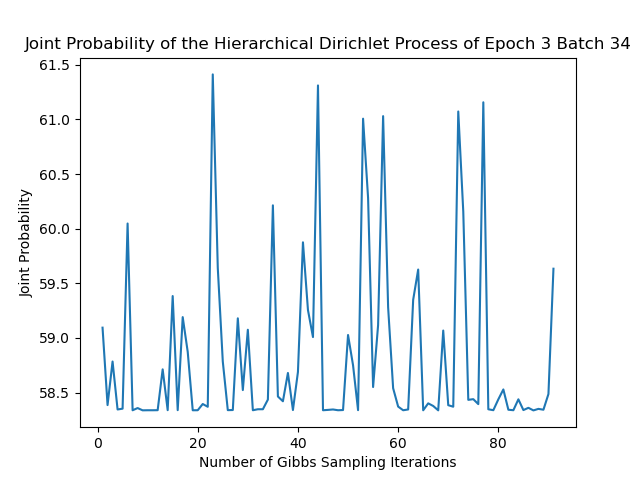 Joint Probability of the Hierarchical Dirichlet Process of Epoch 3 Batch 34
61.5
61.0
60.5
60.0
59.5
59.0
58.5
Joint Probability
0 20 40 60 80
Number of Gibbs Sampling Iterations